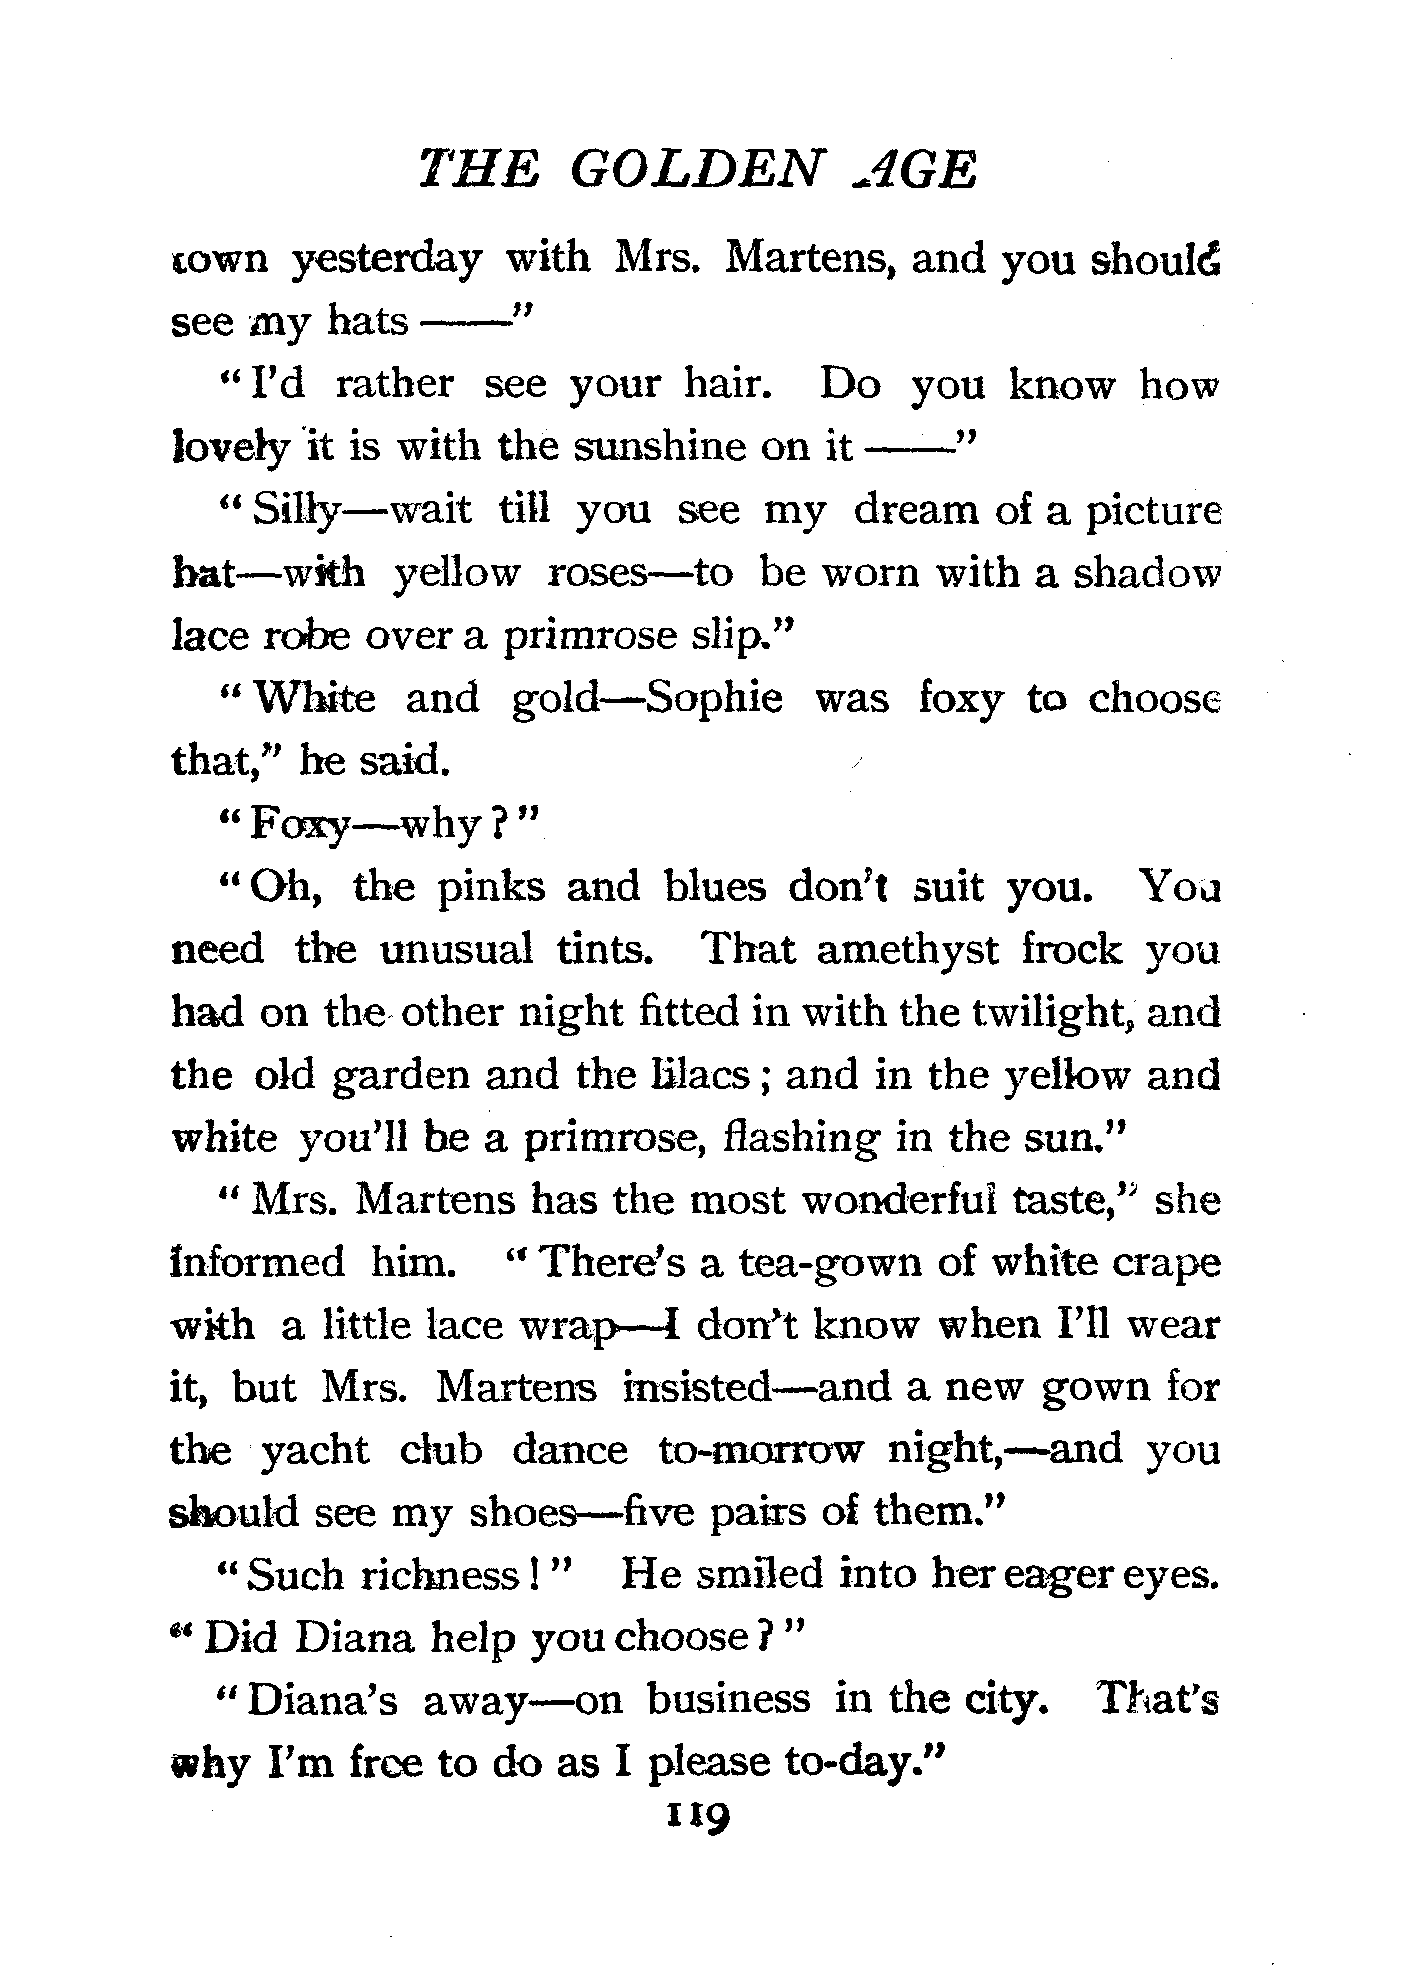 THE GOLDEN AGE
town yesterday with Mrs. Martens, and you should
see my hats ——"
"I'd rather see your hair. Do you know how
lovely it is with the sunshine on it ——"
"Silly—wait till you see my dream of a picture
hat—with yellow roses—to be worn with a shadow
lace robe over a primrose slip."
"White and gold—Sophie was foxy to choose
that," he said.
"Foxy—why?"
"Oh, the pinks and blues don't suit you. You
need the unusual tints. That amethyst frock you
had on the other night fitted in with the twilight, and
the old garden and the lilacs; and in the yellow and
white you'll be a primrose, flashing in the sun."
"Mrs. Martens has the most wonderful taste," she
informed him. "There's a tea-gown of white crape
with a little lace wrap—I don't know when I'll wear
it, but Mrs. Martens insisted—and a new gown for
the yacht club dance to-morrow night,—and you
should see my shoes—five pairs of them."
"Such richness!" He smiled into her eager eyes.
"Did Diana help you choose?"
"Diana's away—on business in the city. That's
why I'm free to do as I please to-day."
119